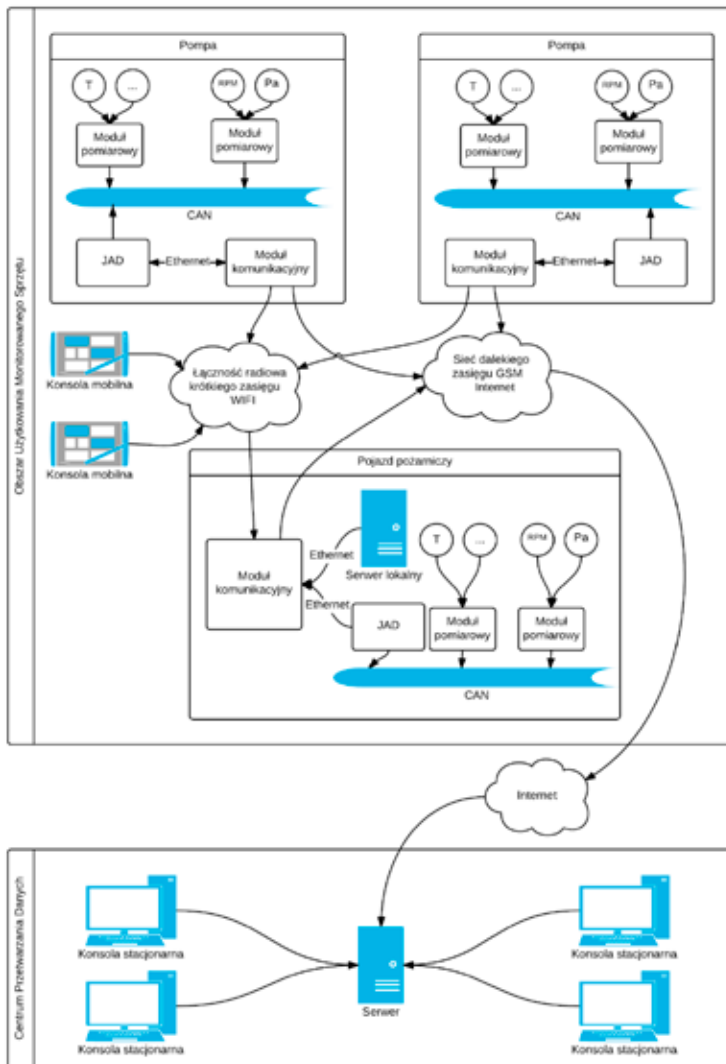 Obszar Użytkowania Monitorowanego Sprzętu
Pompa
T
...
RPM
Pa
Moduł
pomiarowy
Moduł
pomiarowy
CAN
JAD
Ethernet
Moduł
komunikacyjny
Pompa
T
...
RPM
Pa
Moduł
pomiarowy
Moduł
pomiarowy
CAN
Moduł
komunikacyjny
Ethernet
JAD
Konsola mobilna
Konsola mobilna
Łączność radiowa
krótkiego zasięgu
WIFI
Sieć dalekiego
zasięgu GSM
Internet
Pojazd pożarniczy
Moduł
komunikacyjny
Ethernet
Serwer lokalny
Ethernet
JAD
T
...
RPM
Pa
Moduł
pomiarowy
Moduł
pomiarowy
CAN
Internet
Centrum Przetwarzania Danych
Konsola stacjonarna
Konsola stacjonarna
Serwer
Konsola stacjonarna
Konsola stacjonarna